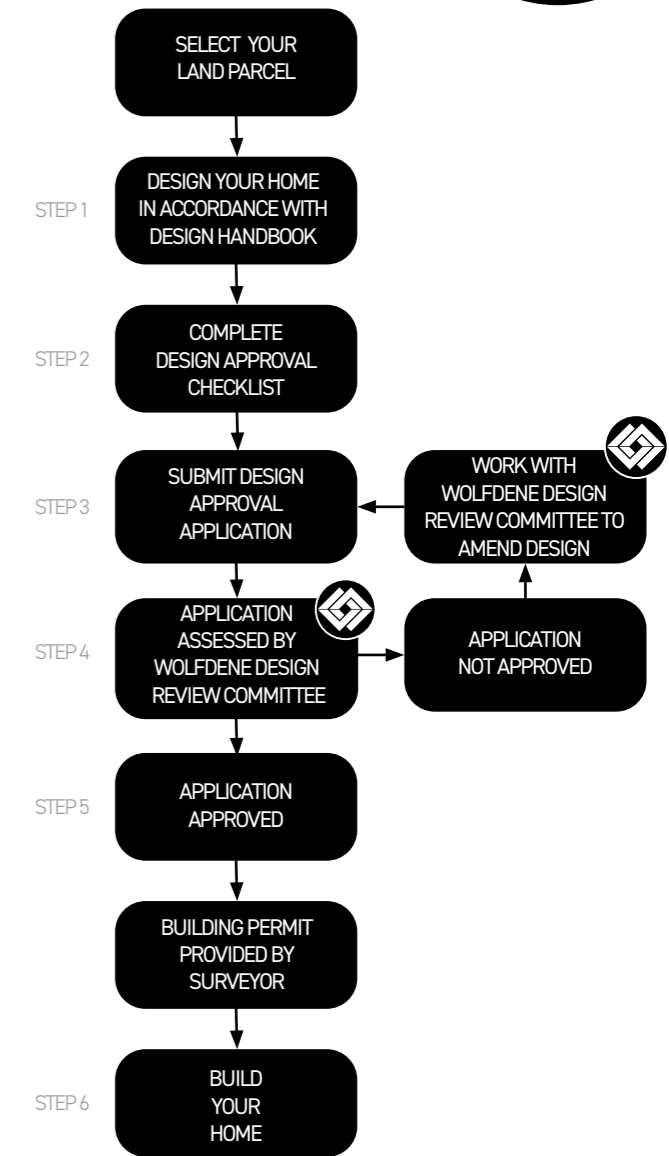 SELECT YOUR
LAND PARCEL
STEP 1
DESIGN YOUR HOME
IN ACCORDANCE WITH
DESIGN HANDBOOK
STEP 2
COMPLETE
DESIGN APPROVAL
CHECKLIST
STEP 3
SUBMIT DESIGN
APPROVAL
APPLICATION
WORK WITH
WOLFDENE DESIGN
REVIEW COMMITTEE TO
AMEND DESIGN
STEP 4
APPLICATION
ASSESSED BY
WOLFDENE DESIGN
REVIEW COMMITTEE
APPLICATION
NOT APPROVED
STEP 5
APPLICATION
APPROVED
BUILDING PERMIT
PROVIDED BY
SURVEYOR
STEP 6
BUILD
YOUR
HOME